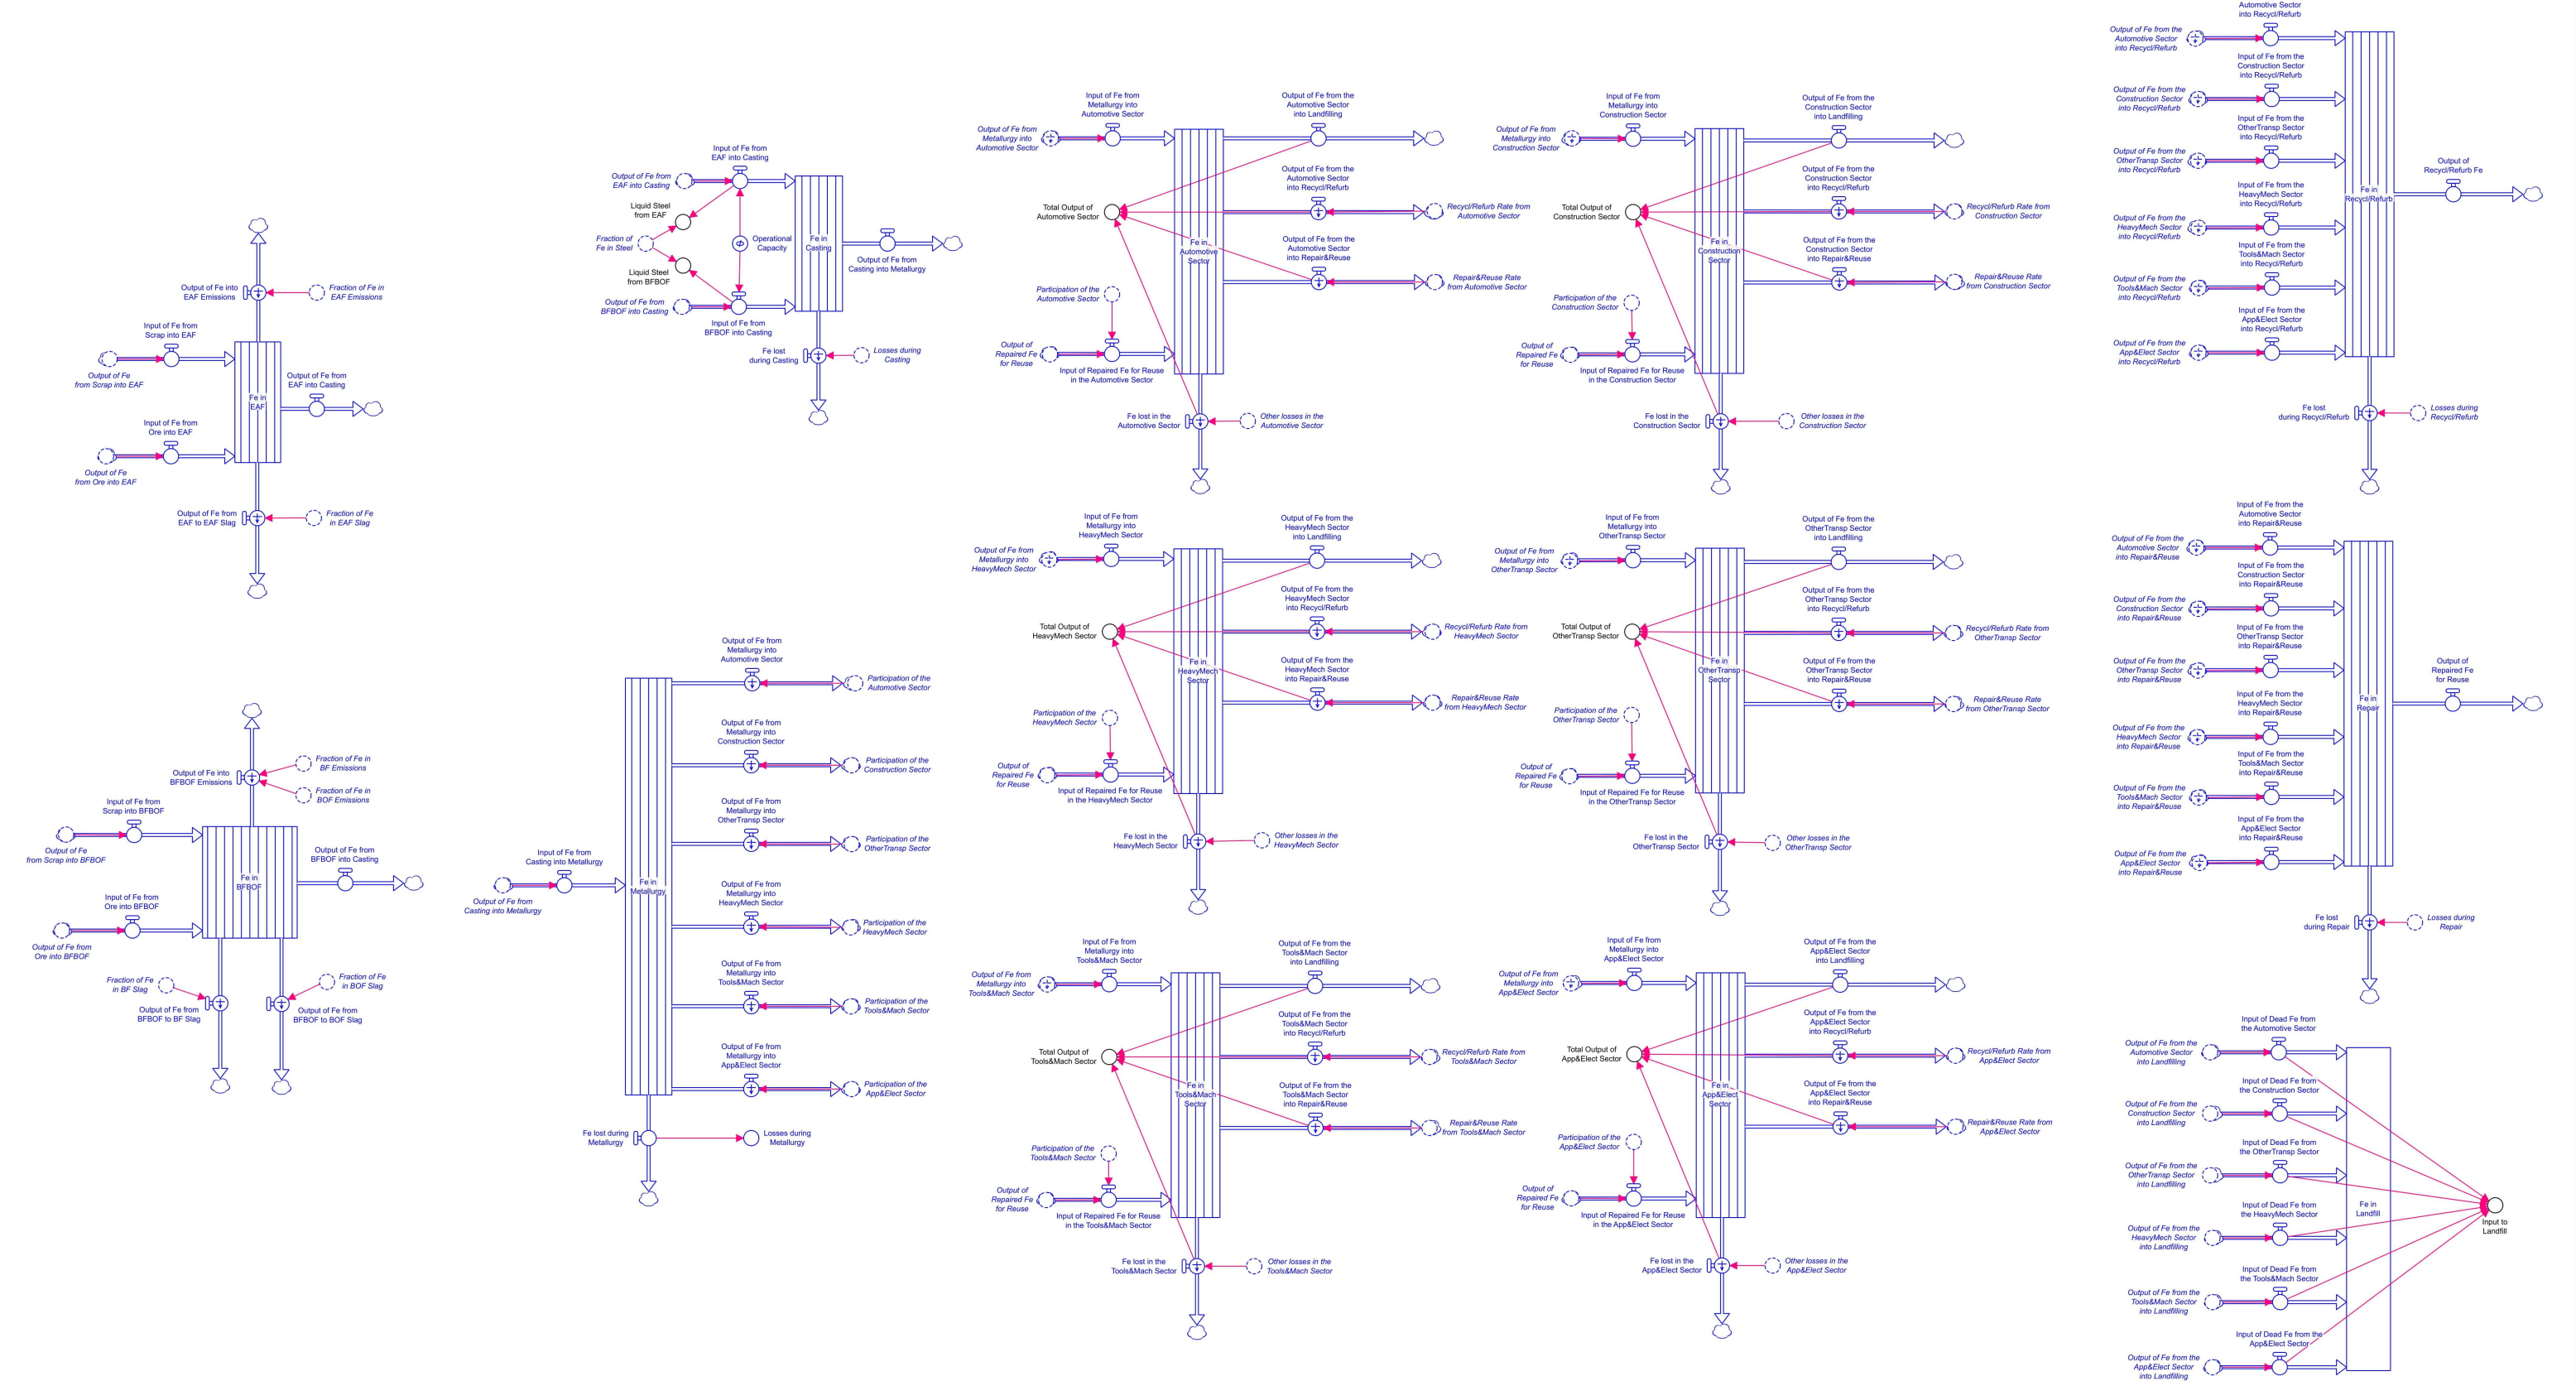 Output of Fe into
EAF Emissions
Fraction of Fe in
EAF Emissions
Input of Fe from
Scrap into EAF
Output of Fe
from Scrap into EAF
Output of Fe from
EAF into Casting
Fe in
EAF
Input of Fe from
Ore into EAF
Output of Fe
from Ore into EAF
Output of Fe from
EAF to EAF Slag
Fraction of Fe
in EAF Slag
Output of Fe into
BFBOF Emissions
Fraction of Fe in
BF Emissions
Fraction of Fe in
BOF Emissions
Input of Fe from
Scrap into BFBOF
Output of Fe
from Scrap into BFBOF
Output of Fe from
BFBOF into Casting
Fe in
BFBOF
Input of Fe from
Ore into BFBOF
Output of Fe from
Ore into BFBOF
Fraction of Fe
in BF Slag
Fraction of Fe
in BOF Slag
Output of Fe from
BFBOF to BF Slag
Output of Fe from
BFBOF to BOF Slag
Input of Fe from
EAF into Casting
Output of Fe from
EAF into Casting
Liquid Steel
from EAF
Fraction of
Fe in Steel
Operational
Capacity
Fe in
Casting
Liquid Steel
from BFBOF
Output of Fe from
Casting into Metallurgy
Output of Fe from
BFBOF into Casting
Input of Fe from
BFBOF into Casting
Fe lost
during Casting
Losses during
Casting
Output of Fe from
Metallurgy into
Automotive Sector
Participation of the
Automotive Sector
Output of Fe from
Metallurgy into
Construction Sector
Participation of the
Construction Sector
Output of Fe from
Metallurgy into
OtherTransp Sector
Participation of the
OtherTransp Sector
Input of Fe from
Casting into Metallurgy
Output of Fe from
Casting into Metallurgy
Fe in
Metallurgy
Output of Fe from
Metallurgy into
HeavyMech Sector
Participation of the
HeavyMech Sector
Output of Fe from
Metallurgy into
Tools&Mach Sector
Participation of the
Tools&Mach Sector
Output of Fe from
Metallurgy into
App&Elect Sector
Participation of the
App&Elect Sector
Fe lost during
Metallurgy
Losses during
Metallurgy
Input of Fe from
Metallurgy into
Automotive Sector
Output of Fe from the
Automotive Sector
into Landfilling
Output of Fe from
Metallurgy into
Automotive Sector
Output of Fe from the
Automotive Sector
into Recycl/Refurb
Total Output of
Automotive Sector
Recycl/Refurb Rate from
Automotive Sector
Fe in
Automotive
Sector
Output of Fe from the
Automotive Sector
into Repair&Reuse
Repair&Reuse Rate
from Automotive Sector
Participation of the
Automotive Sector
Output of
Repaired Fe
for Reuse
Input of Repaired Fe for Reuse
in the Automotive Sector
Fe lost in the
Automotive Sector
Other losses in the
Automotive Sector
Input of Fe from
Metallurgy into
Construction Sector
Output of Fe from the
Construction Sector
into Landfilling
Output of Fe from
Metallurgy into
Construction Sector
Output of Fe from the
Construction Sector
into Recycl/Refurb
Total Output of
Construction Sector
Recycl/Refurb Rate from
Construction Sector
Fe in
Construction
Sector
Output of Fe from the
Construction Sector
into Repair&Reuse
Repair&Reuse Rate
from Construction Sector
Participation of the
Construction Sector
Output of
Repaired Fe
for Reuse
Input of Repaired Fe for Reuse
in the Construction Sector
Fe lost in the
Construction Sector
Other losses in the
Construction Sector
Input of Fe from
Metallurgy into
HeavyMech Sector
Output of Fe from the
HeavyMech Sector
into Landfilling
Output of Fe from
Metallurgy into
HeavyMech Sector
Output of Fe from the
HeavyMech Sector
into Recycl/Refurb
Total Output of
HeavyMech Sector
Recycl/Refurb Rate from
HeavyMech Sector
Fe in
HeavyMech
Sector
Output of Fe from the
HeavyMech Sector
into Repair&Reuse
Repair&Reuse Rate
from HeavyMech Sector
Participation of the
HeavyMech Sector
Output of
Repaired Fe
for Reuse
Input of Repaired Fe for Reuse
in the HeavyMech Sector
Fe lost in the
HeavyMech Sector
Other losses in the
HeavyMech Sector
Input of Fe from
Metallurgy into
OtherTransp Sector
Output of Fe from the
OtherTransp Sector
into Landfilling
Output of Fe from
Metallurgy into
OtherTransp Sector
Output of Fe from the
OtherTransp Sector
into Recycl/Refurb
Total Output of
OtherTransp Sector
Recycl/Refurb Rate from
OtherTransp Sector
Fe in
OtherTransp
Sector
Output of Fe from the
OtherTransp Sector
into Repair&Reuse
Repair&Reuse Rate
from OtherTransp Sector
Participation of the
OtherTransp Sector
Output of
Repaired Fe
for Reuse
Input of Repaired Fe for Reuse
in the OtherTransp Sector
Fe lost in the
OtherTransp Sector
Other losses in the
OtherTransp Sector
Input of Fe from
Metallurgy into
Tools&Mach Sector
Output of Fe from the
Tools&Mach Sector
into Landfilling
Output of Fe from
Metallurgy into
Tools&Mach Sector
Output of Fe from the
Tools&Mach Sector
into Recycl/Refurb
Total Output of
Tools&Mach Sector
Recycl/Refurb Rate from
Tools&Mach Sector
Fe in
Tools&Mach
Sector
Output of Fe from the
Tools&Mach Sector
into Repair&Reuse
Repair&Reuse Rate
from Tools&Mach Sector
Participation of the
Tools&Mach Sector
Output of
Repaired Fe
for Reuse
Input of Repaired Fe for Reuse
in the Tools&Mach Sector
Fe lost in the
Tools&Mach Sector
Other losses in the
Tools&Mach Sector
Input of Fe from
Metallurgy into
App&Elect Sector
Output of Fe from the
App&Elect Sector
into Landfilling
Output of Fe from
Metallurgy into
App&Elect Sector
Output of Fe from the
App&Elect Sector
into Recycl/Refurb
Total Output of
App&Elect Sector
Recycl/Refurb Rate from
App&Elect Sector
Fe in
App&Elect
Sector
Output of Fe from the
App&Elect Sector
into Repair&Reuse
Repair&Reuse Rate from
App&Elect Sector
Participation of the
App&Elect Sector
Output of
Repaired Fe
for Reuse
Input of Repaired Fe for Reuse
in the App&Elect Sector
Fe lost in the
App&Elect Sector
Other losses in the
App&Elect Sector
Automotive Sector
into Recycl/Refurb
Output of Fe from the
Automotive Sector
into Recycl/Refurb
Input of Fe from the
Construction Sector
into Recycl/Refurb
Output of Fe from the
Construction Sector
into Recycl/Refurb
Input of Fe from the
OtherTransp Sector
into Recycl/Refurb
Output of Fe from the
OtherTransp Sector
into Recycl/Refurb
Output of
Recycl/Refurb Fe
Fe in
Recycl/Refurb
Input of Fe from the
HeavyMech Sector
into Recycl/Refurb
Output of Fe from the
HeavyMech Sector
into Recycl/Refurb
Input of Fe from the
Tools&Mach Sector
into Recycl/Refurb
Output of Fe from the
Tools&Mach Sector
into Recycl/Refurb
Input of Fe from the
App&Elect Sector
into Recycl/Refurb
Output of Fe from the
App&Elect Sector
into Recycl/Refurb
Fe lost
during Recycl/Refurb
Losses during
Recycl/Refurb
Input of Fe from the
Automotive Sector
into Repair&Reuse
Output of Fe from the
Automotive Sector
into Repair&Reuse
Input of Fe from the
Construction Sector
into Repair&Reuse
Output of Fe from the
Construction Sector
into Repair&Reuse
Input of Fe from the
OtherTransp Sector
into Repair&Reuse
Output of Fe from the
OtherTransp Sector
into Repair&Reuse
Output of
Repaired Fe
for Reuse
Fe in
Repair
Input of Fe from the
HeavyMech Sector
into Repair&Reuse
Output of Fe from the
HeavyMech Sector
into Repair&Reuse
Input of Fe from the
Tools&Mach Sector
into Repair&Reuse
Output of Fe from the
Tools&Mach Sector
into Repair&Reuse
Input of Fe from the
App&Elect Sector
into Repair&Reuse
Output of Fe from the
App&Elect Sector
into Repair&Reuse
Fe lost
during Repair
Losses during
Repair
Input of Dead Fe from
the Automotive Sector
Output of Fe from the
Automotive Sector
into Landfilling
Input of Dead Fe from
the Construction Sector
Output of Fe from the
Construction Sector
into Landfilling
Input of Dead Fe from
the OtherTransp Sector
Output of Fe from the
OtherTransp Sector
into Landfilling
Input of Dead Fe from
the HeavyMech Sector
Fe in
Landfill
Input to
Landfill
Output of Fe from the
HeavyMech Sector
into Landfilling
Input of Dead Fe from
the Tools&Mach Sector
Output of Fe from the
Tools&Mach Sector
into Landfilling
Input of Dead Fe from the
App&Elect Sector
Output of Fe from the
App&Elect Sector
into Landfilling